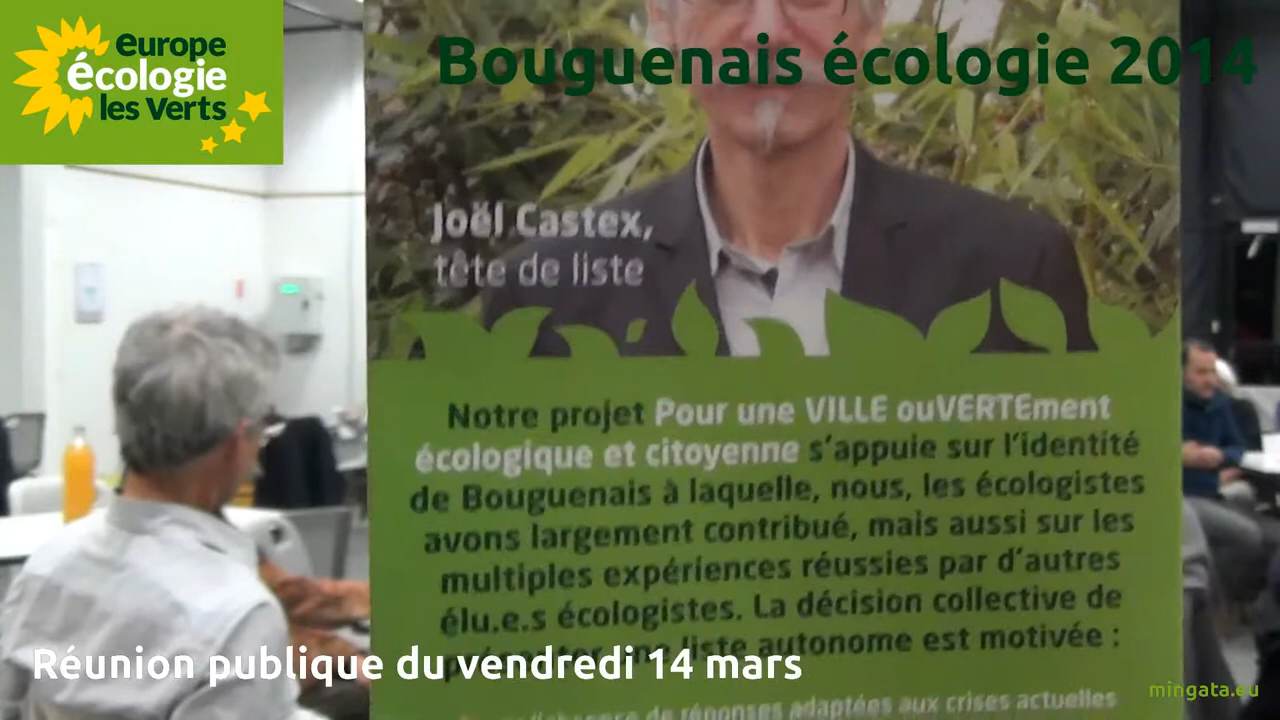 europe
écologie
les verts
Bouguenais écologie 2014
Joël Castex,
tête de liste
Notre projet Pour une VILLE ouVERTEment
écologique et citoyenne s'appuie sur l'identité
de Bouguenais à laquelle, nous, les écologistes
avons largement contribué, mais aussi sur les
multiples expériences réussies par d'autres
élu.e.s écologistes. La décision collective de
liste autonome est motivée :
Réunion publique du vendredi 14 mars
de réponses adaptées aux crises actuelles
mingata.eu